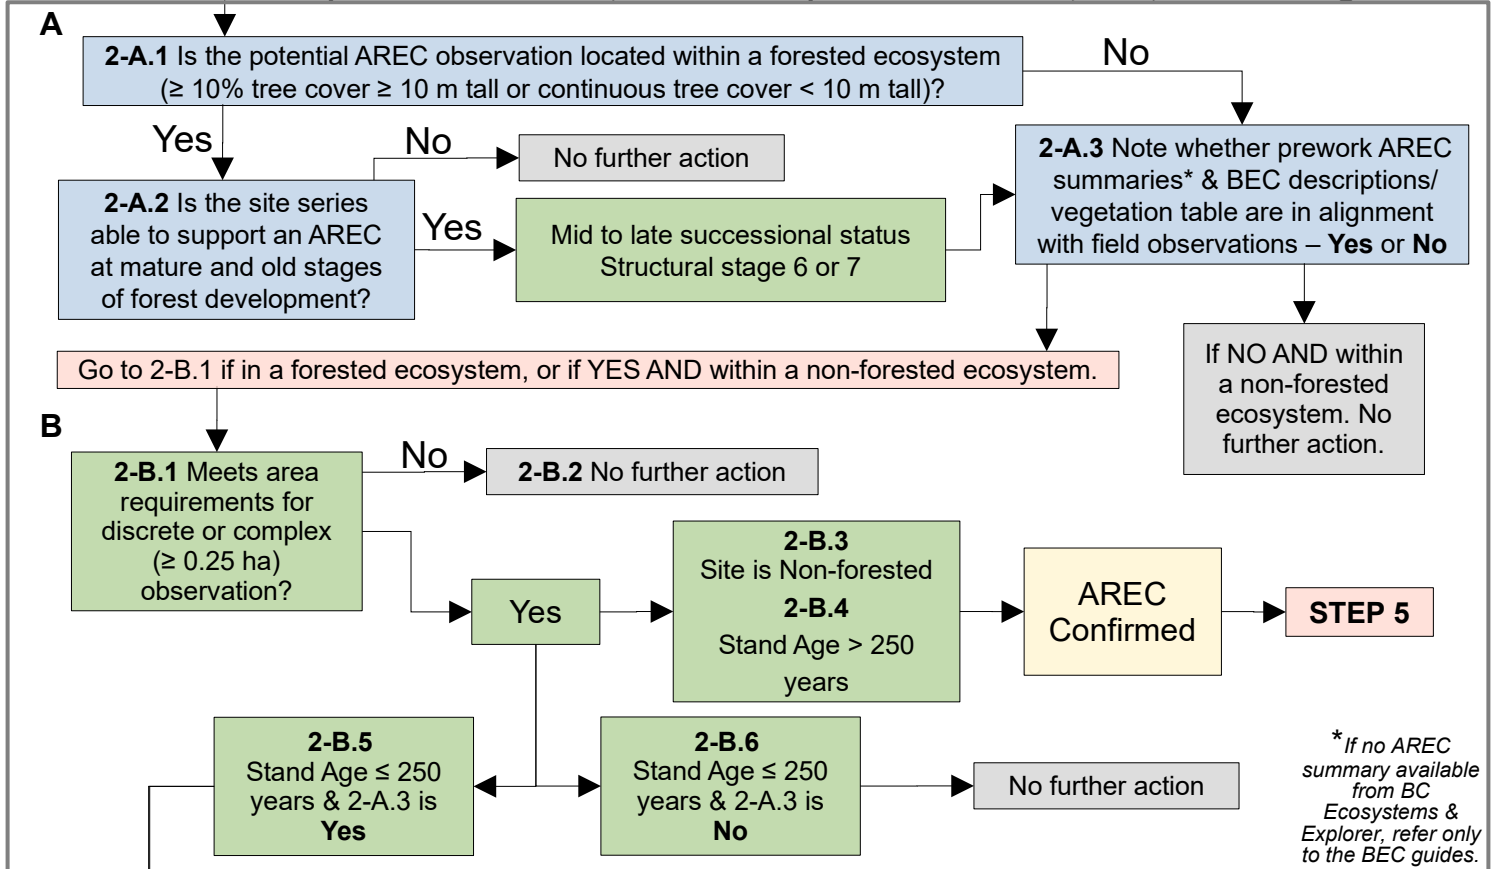 A
2-A.1 Is the potential AREC observation located within a forested ecosystem
(≥ 10% tree cover ≥ 10 m tall or continuous tree cover < 10 m tall)?
No
Yes
No
No further action
2-A.2 Is the site series
able to support an AREC
at mature and old stages
of forest development?
Yes
Mid to late successional status
Structural stage 6 or 7
2-A.3 Note whether prework AREC
summaries* & BEC descriptions/
vegetation table are in alignment
with field observations – Yes or No
If NO AND within
a non-forested
ecosystem. No
further action.
Go to 2-B.1 if in a forested ecosystem, or if YES AND within a non-forested ecosystem.
B
2-B.1 Meets area
requirements for
discrete or complex
(≥ 0.25 ha)
observation?
No
2-B.2 No further action
Yes
2-B.3
Site is Non-forested
2-B.4
Stand Age > 250
years
AREC
Confirmed
STEP 5
2-B.5
Stand Age ≤ 250
years & 2-A.3 is
Yes
2-B.6
Stand Age ≤ 250
years & 2-A.3 is
No
No further action
*If no AREC
summary available
from BC
Ecosystems &
Explorer, refer only
to the BEC guides.